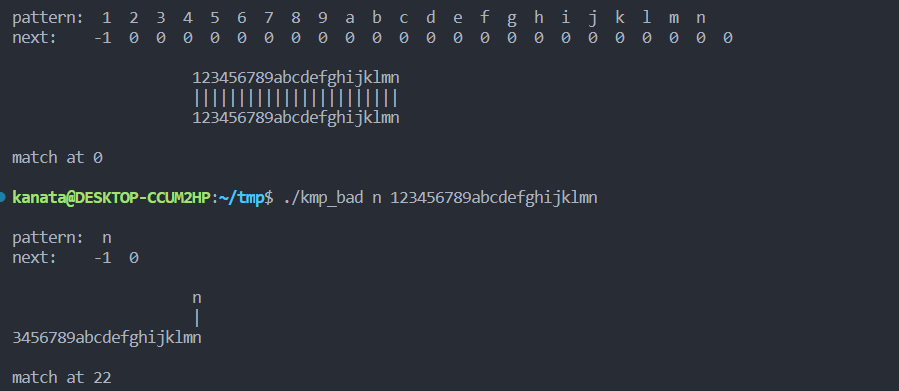 pattern:  1  2  3  4  5  6  7  8  9  a  b  c  d  e  f  g  h  i  j  k  l  m  n
next:    -1  0  0  0  0  0  0  0  0  0  0  0  0  0  0  0  0  0  0  0  0  0  0  0
123456789abcdefghijklmn
|||||||||||||||||||||||
123456789abcdefghijklmn
match at 0
kanata@DESKTOP-CCUM2HP:~/tmp$ ./kmp_bad n 123456789abcdefghijklmn
pattern:  n
next:    -1  0
n
|
3456789abcdefghijklmn
match at 22